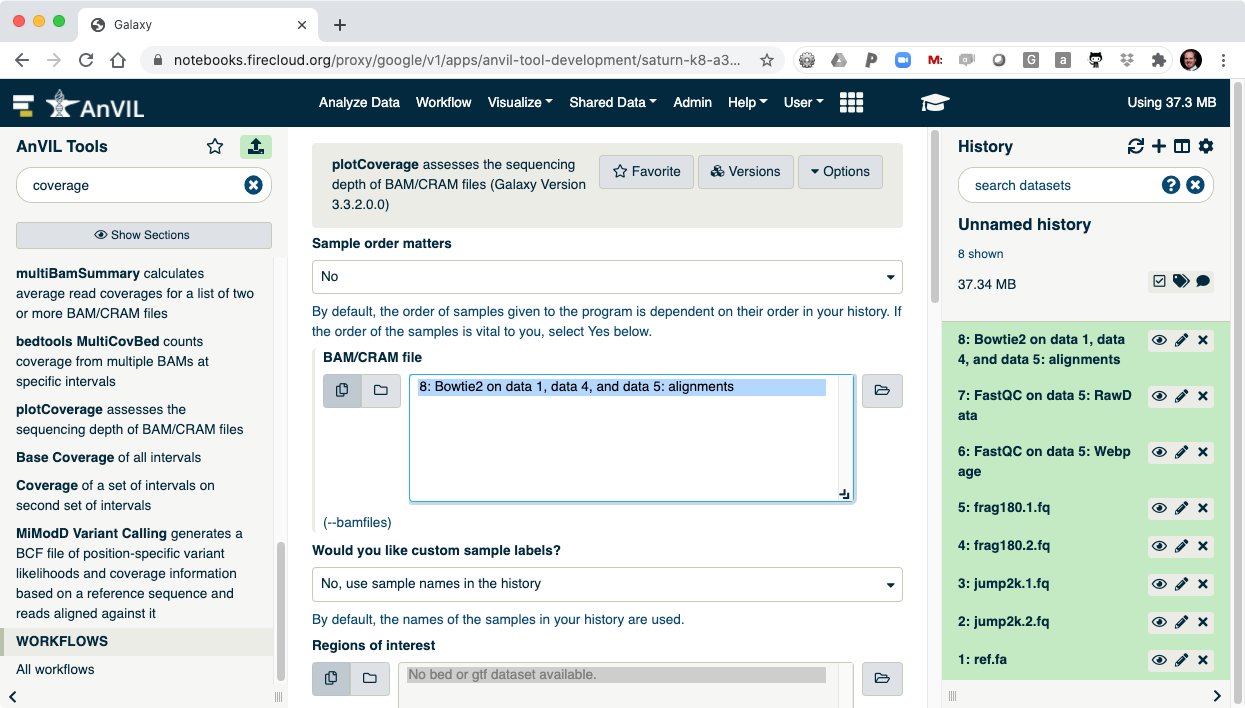 Galaxy
notebooks.firecloud.org/proxy/google/v1/apps/anvil-tool-development/saturn-k8-a3...
AnVIL
Analyze Data
Workflow
Visualize
Shared Data
Admin
Help
User
Using 37.3 MB
AnVIL Tools
coverage
Show Sections
multiBamSummary calculates
average read coverages for a list of two
or more BAM/CRAM files
bedtools MultiCovBed counts
coverage from multiple BAMs at
specific intervals
plotCoverage assesses the
sequencing depth of BAM/CRAM files
Base Coverage of all intervals
Coverage of a set of intervals on
second set of intervals
MiModD Variant Calling generates a
BCF file of position-specific variant
likelihoods and coverage information
based on a reference sequence and
reads aligned against it
WORKFLOWS
All workflows
plotCoverage assesses the sequencing
depth of BAM/CRAM files (Galaxy Version
3.3.2.0.0)
Favorite
Versions
Options
Sample order matters
No
By default, the order of samples given to the program is dependent on their order in your history. If
the order of the samples is vital to you, select Yes below.
BAM/CRAM file
8: Bowtie2 on data 1, data 4, and data 5: alignments
(--bamfiles)
Would you like custom sample labels?
No, use sample names in the history
By default, the names of the samples in your history are used.
Regions of interest
No bed or gtf dataset available.
History
search datasets
Unnamed history
8 shown
37.34 MB
8: Bowtie2 on data 1, data
4, and data 5: alignments
7: FastQC on data 5: RawD
ata
6: FastQC on data 5: Webp
age
5: frag180.1.fq
4: frag180.2.fq
3: jump2k.1.fq
2: jump2k.2.fq
1: ref.fa